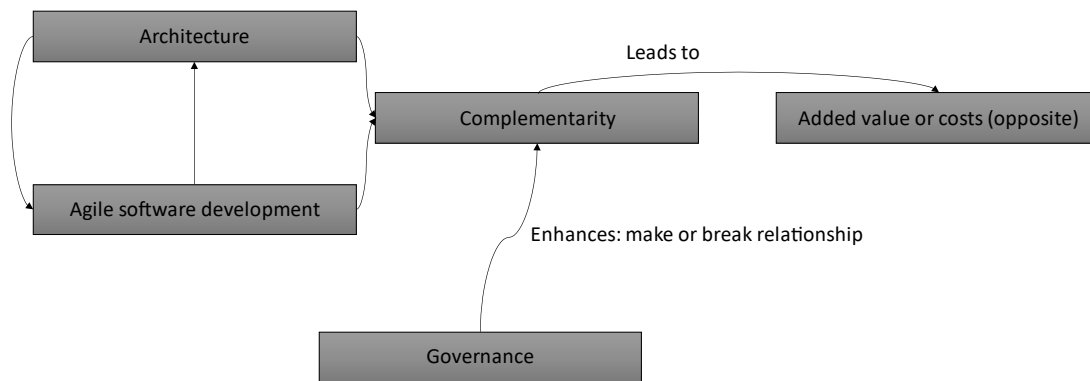 Architecture
Leads to
Complementarity
Added value or costs (opposite)
Agile software development
Enhances: make or break relationship
Governance